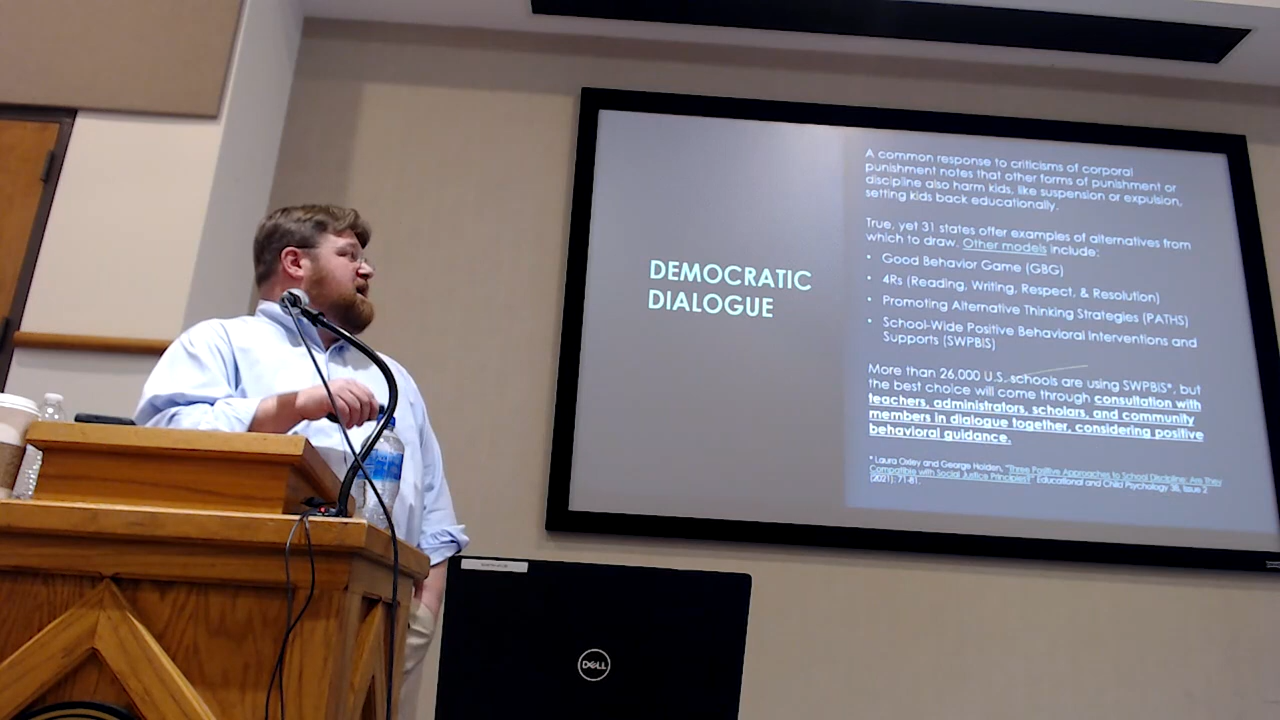 DEMOCRATIC
DIALOGUE
A common response to criticisms of corporal
punishment notes that other forms of punishment or
discipline also harm kids, like suspension or expulsion,
setting kids back educationally.
True, yet 31 states offer examples of alternatives from
which to draw. Other models include:
• Good Behavior Game (GBG)
• 4Rs (Reading, Writing, Respect, & Resolution)
• Promoting Alternative Thinking Strategies (PATHS)
• School-Wide Positive Behavioral Interventions and
Supports (SWPBIS)
More than 26,000 U.S. schools are using SWPBIS*, but
the best choice will come through consultation with
teachers, administrators, scholars, and community
members in dialogue together, considering positive
behavioral guidance.
* Laura Oxley and George Holden, "Three Positive Approaches to School Discipline: Are They
Compatible with Social Justice Principles?" Educational and Child Psychology 38, Issue 2
(2021): 71-81.
DELL